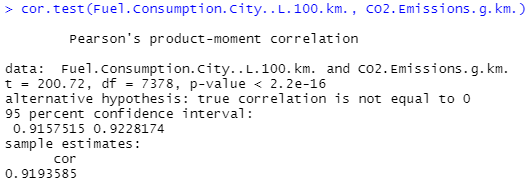 > cor.test(Fuel.Consumption.City..L.100.km., CO2.Emissions.g.km.)
Pearson's product-moment correlation
data:  Fuel.Consumption.City..L.100.km. and CO2.Emissions.g.km.
t = 200.72, df = 7378, p-value < 2.2e-16
alternative hypothesis: true correlation is not equal to 0
95 percent confidence interval:
0.9157515 0.9228174
sample estimates:
cor
0.9193585